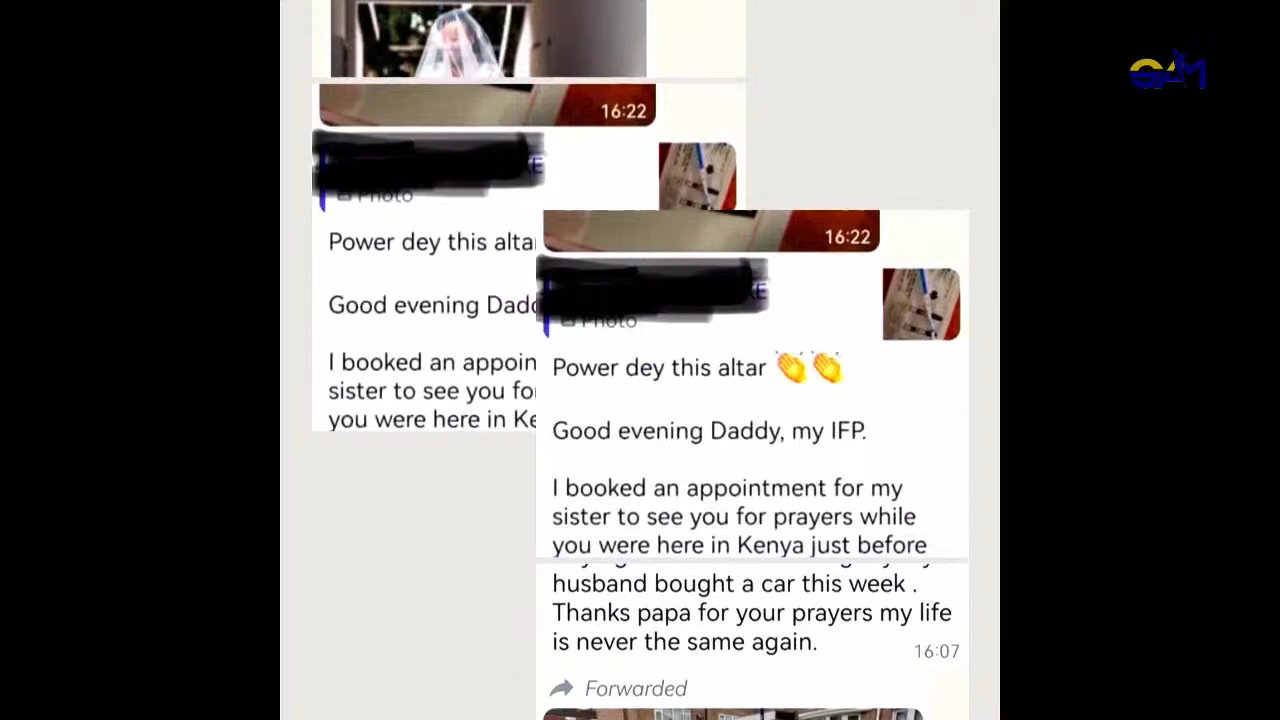 GAM
16:22
Photo
Power dey this alta
Good evening Dadd
I booked an appoin
sister to see you fo
you were here in Ke
16:22
KE
Photo
Power dey this altar 👏👏
Good evening Daddy, my IFP.
I booked an appointment for my
sister to see you for prayers while
you were here in Kenya just before
husband bought a car this week .
Thanks papa for your prayers my life
is never the same again.
16:07
Forwarded